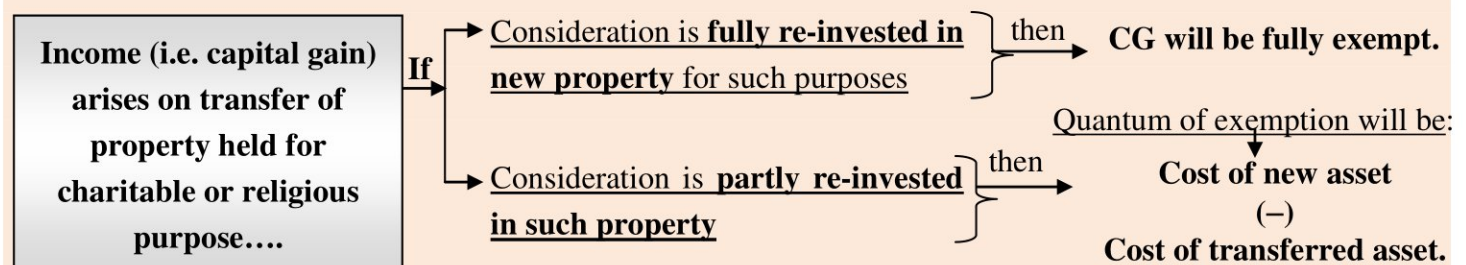 Income (i.e. capital gain)
arises on transfer of
property held for
charitable or religious
purpose….
If
Consideration is fully re-invested in
new property for such purposes
then
CG will be fully exempt.
Consideration is partly re-invested
in such property
then
Quantum of exemption will be:
Cost of new asset
(–)
Cost of transferred asset.